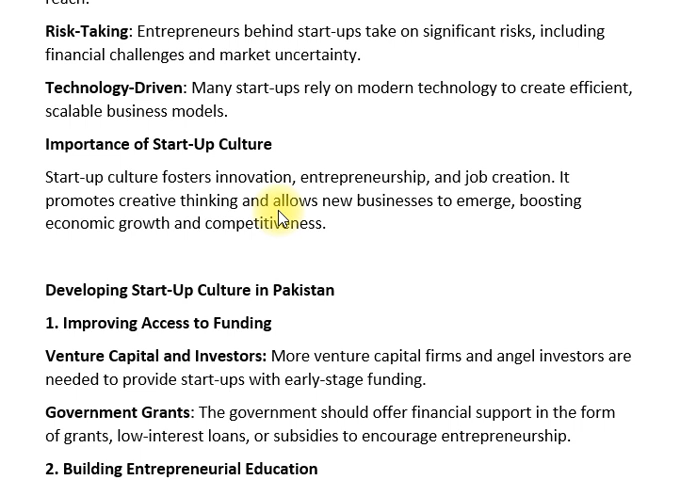 reach.
Risk-Taking: Entrepreneurs behind start-ups take on significant risks, including
financial challenges and market uncertainty.
Technology-Driven: Many start-ups rely on modern technology to create efficient,
scalable business models.
Importance of Start-Up Culture
Start-up culture fosters innovation, entrepreneurship, and job creation. It
promotes creative thinking and allows new businesses to emerge, boosting
economic growth and competitiveness.
Developing Start-Up Culture in Pakistan
1. Improving Access to Funding
Venture Capital and Investors: More venture capital firms and angel investors are
needed to provide start-ups with early-stage funding.
Government Grants: The government should offer financial support in the form
of grants, low-interest loans, or subsidies to encourage entrepreneurship.
2. Building Entrepreneurial Education